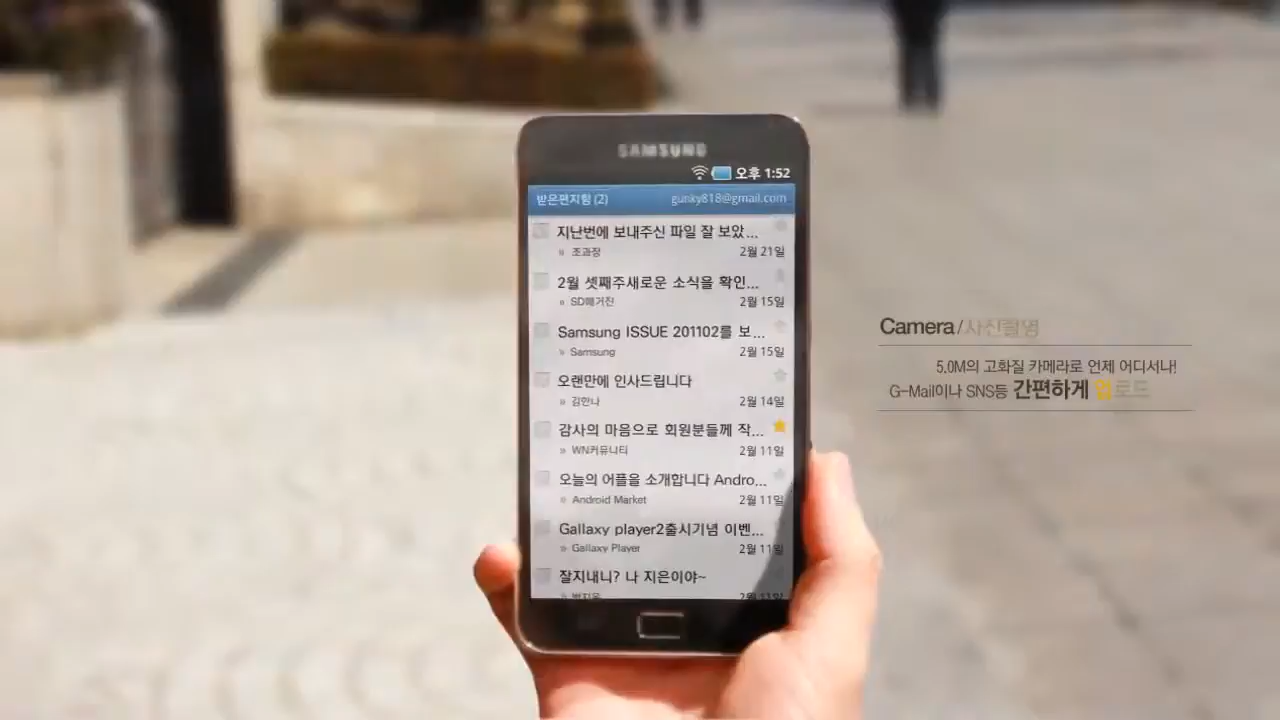 SAMSUNG
오후 1:52
받은편지함 (2) gunky818@gmail.com
지난번에 보내주신 파일 잘 보았...
» 조과장 2월 21일
2월 셋째주새로운 소식을 확인...
» SD매거진 2월 15일
Samsung ISSUE 201102를 보...
» Samsung 2월 15일
오랜만에 인사드립니다
» 김한나 2월 14일
감사의 마음으로 회원분들께 작...
» WN커뮤니티 2월 11일
오늘의 어플을 소개합니다 Andro...
» Android Market 2월 11일
Gallaxy player2출시기념 이벤...
» Gallaxy Player 2월 11일
잘지내니? 나 지은이야~
Camera/사진촬영
5.0M의 고화질 카메라로 언제 어디서나!
G-Mail이나 SNS등 간편하게 업로드